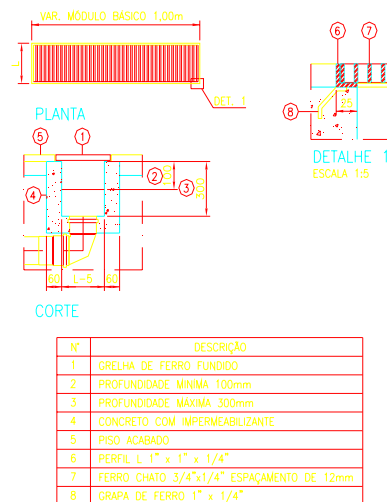 VAR. MÓDULO BÁSICO 1,00m
L
DET. 1
PLANTA
6
7
8
35
DETALHE 1
ESCALA 1:5
5
1
2
3
4
100
300
60
L-5
60
CORTE
Nº DESCRIÇÃO
1 GRELHA DE FERRO FUNDIDO
2 PROFUNDIDADE MÍNIMA 100mm
3 PROFUNDIDADE MÁXIMA 300mm
4 CONCRETO COM IMPERMEABILIZANTE
5 PISO ACABADO
6 PERFIL L 1" x 1" x 1/4"
7 FERRO CHATO 3/4"x1/4" ESPAÇAMENTO DE 12mm
8 GRAPA DE FERRO 1" x 1/4"